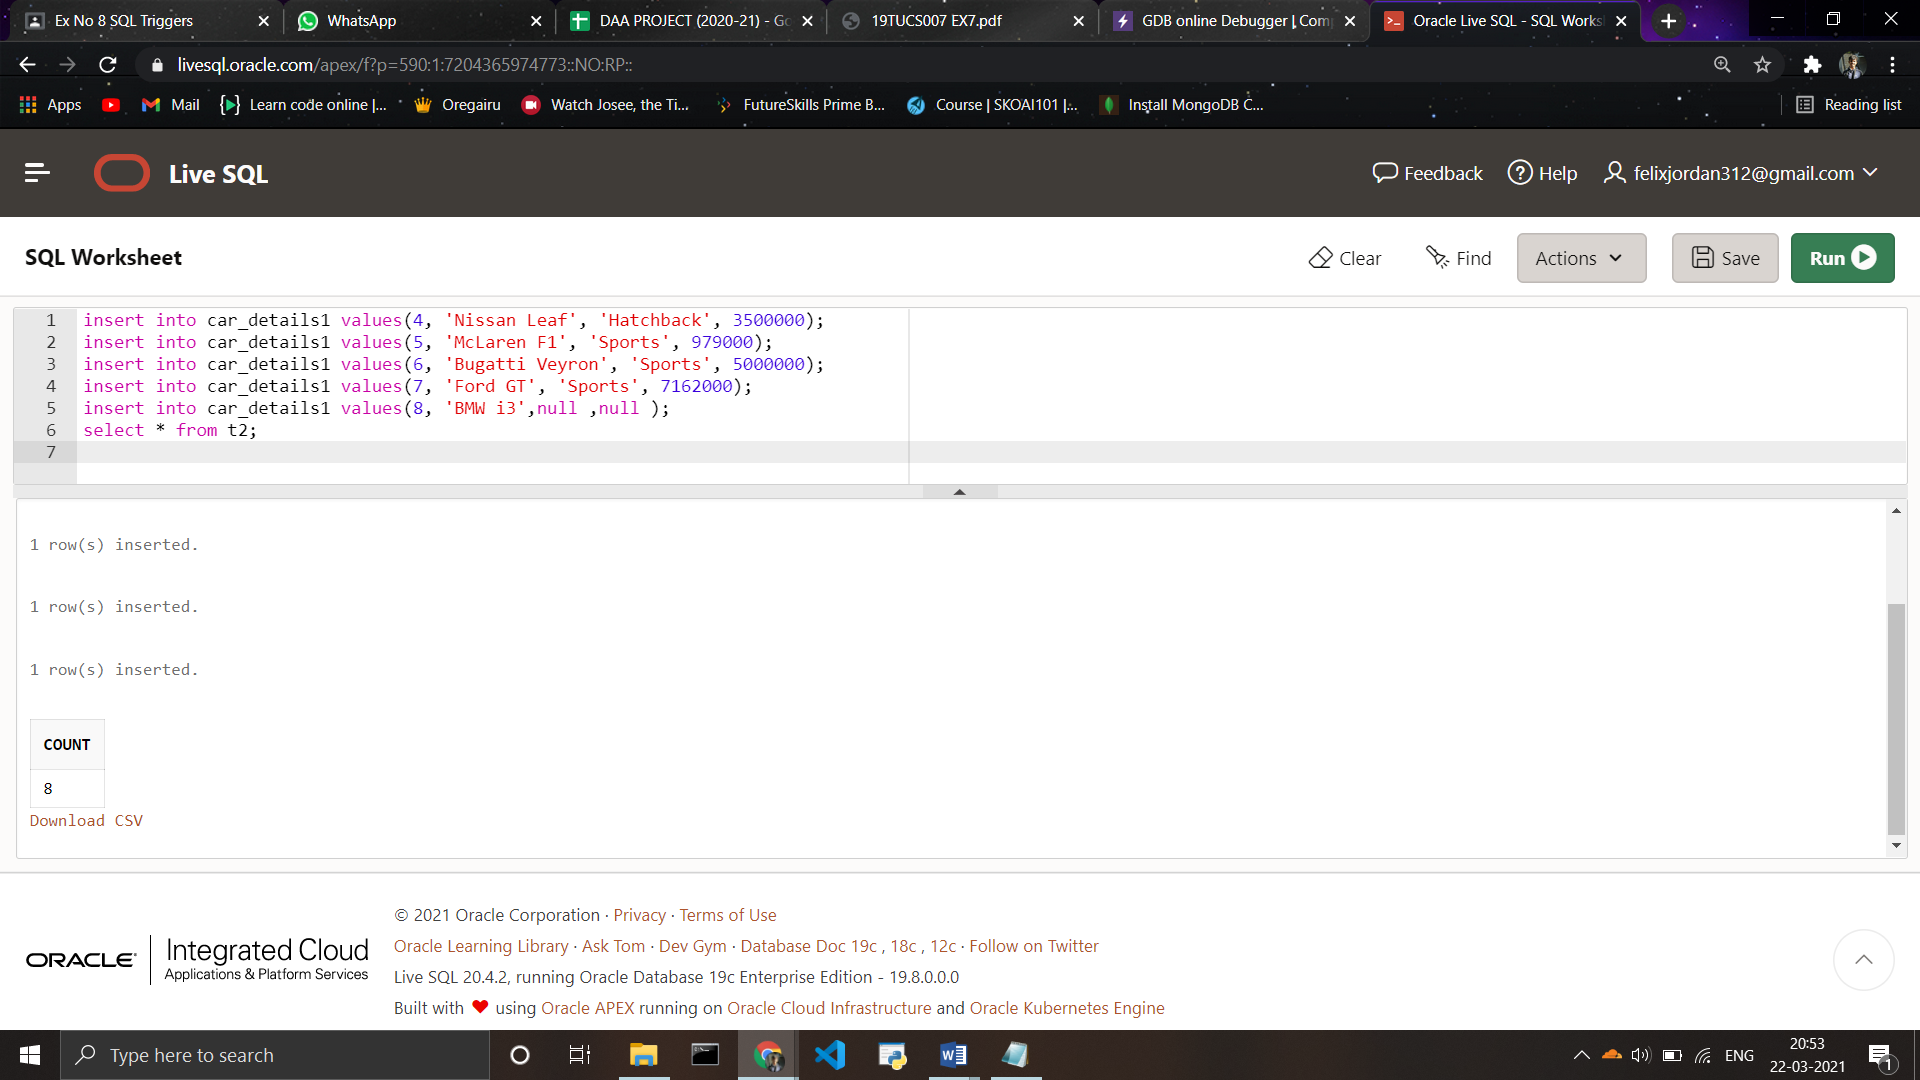 Ex No 8 SQL Triggers
WhatsApp
DAA PROJECT (2020-21) - Go
19TUCS007 EX7.pdf
GDB online Debugger | Com
Oracle Live SQL - SQL Works
livesql.oracle.com/apex/f?p=590:1:7204365974773::NO:RP::
Apps
Mail
Learn code online |...
Oregairu
Watch Josee, the Ti...
FutureSkills Prime B...
Course | SKOAI101 |...
Install MongoDB C...
Reading list
Live SQL
Feedback
Help
felixjordan312@gmail.com
SQL Worksheet
Clear
Find
Actions
Save
Run
1 insert into car_details1 values(4, 'Nissan Leaf', 'Hatchback', 3500000);
2 insert into car_details1 values(5, 'McLaren F1', 'Sports', 979000);
3 insert into car_details1 values(6, 'Bugatti Veyron', 'Sports', 5000000);
4 insert into car_details1 values(7, 'Ford GT', 'Sports', 7162000);
5 insert into car_details1 values(8, 'BMW i3',null ,null );
6 select * from t2;
7
1 row(s) inserted.
1 row(s) inserted.
1 row(s) inserted.
COUNT
8
Download CSV
ORACLE
Integrated Cloud
Applications & Platform Services
© 2021 Oracle Corporation · Privacy · Terms of Use
Oracle Learning Library · Ask Tom · Dev Gym · Database Doc 19c , 18c , 12c · Follow on Twitter
Live SQL 20.4.2, running Oracle Database 19c Enterprise Edition - 19.8.0.0.0
Built with ❤ using Oracle APEX running on Oracle Cloud Infrastructure and Oracle Kubernetes Engine
Type here to search
ENG
20:53
22-03-2021
1